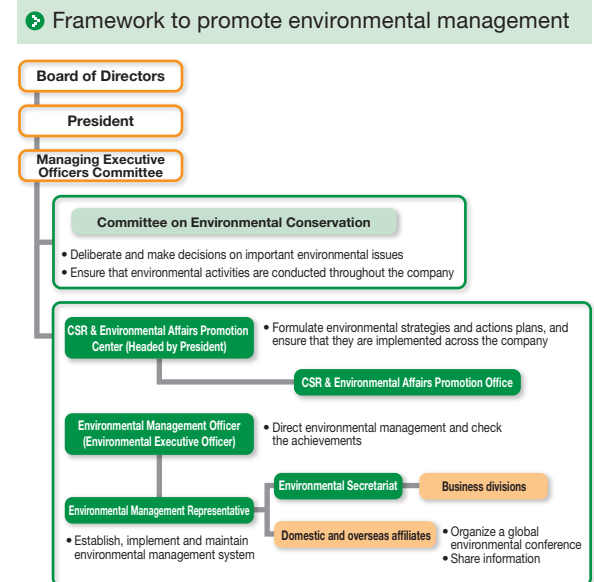 Framework to promote environmental management
Board of Directors
President
Managing Executive
Officers Committee
Committee on Environmental Conservation
• Deliberate and make decisions on important environmental issues
• Ensure that environmental activities are conducted throughout the company
CSR & Environmental Affairs Promotion
Center (Headed by President)
• Formulate environmental strategies and actions plans, and
ensure that they are implemented across the company
CSR & Environmental Affairs Promotion Office
Environmental Management Officer
(Environmental Executive Officer)
• Direct environmental management and check
the achievements
Environmental Secretariat
Business divisions
Environmental Management Representative
• Establish, implement and maintain
environmental management system
Domestic and overseas affiliates
• Organize a global
environmental conference
• Share information